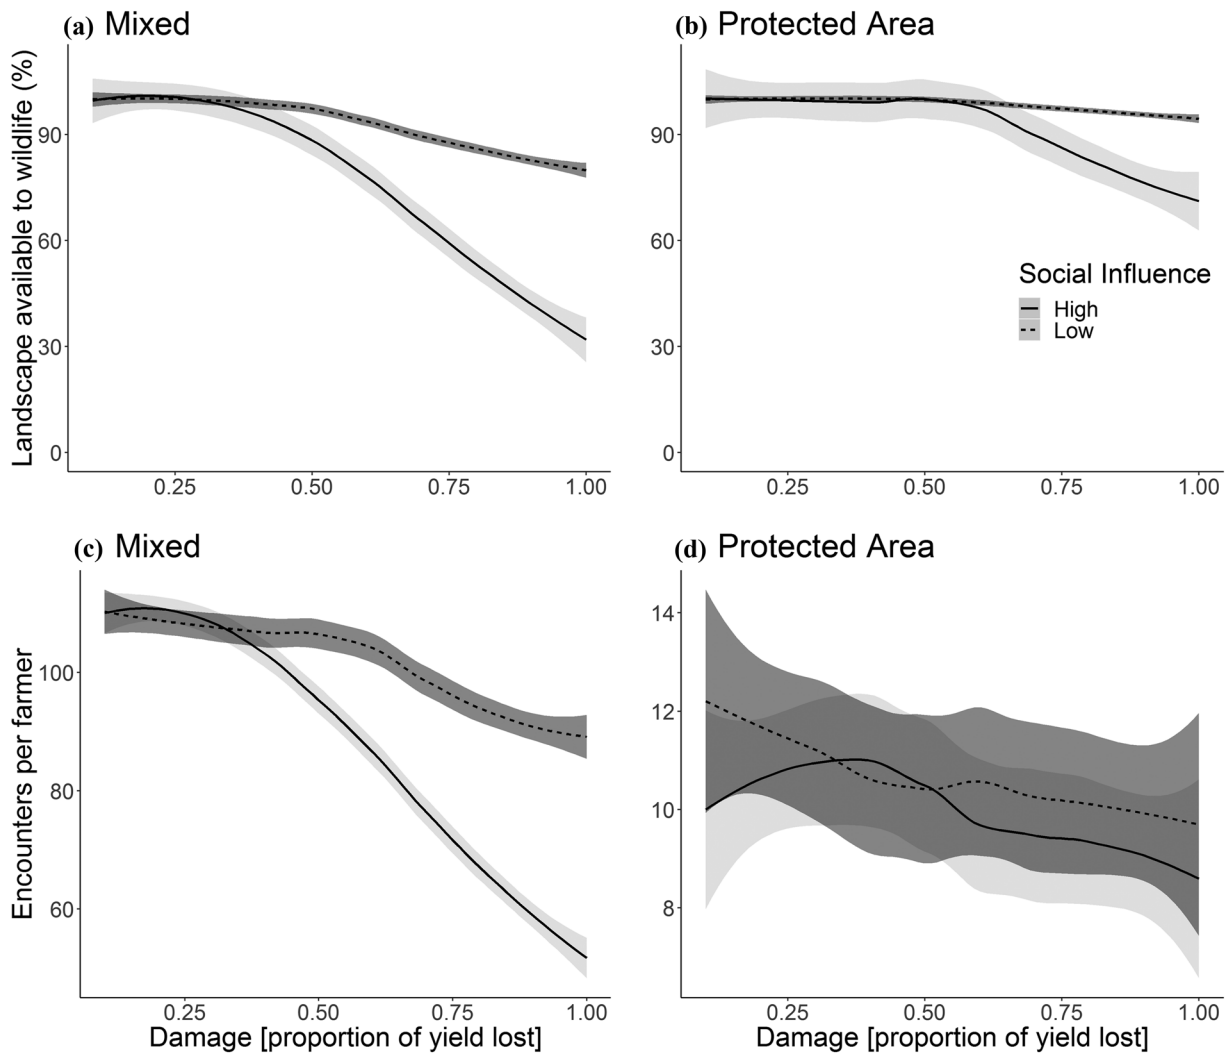 (a) Mixed
(b) Protected Area
Landscape available to wildlife (%)
90
60
30
0
0.25 0.50 0.75 1.00
90
60
30
0
Social Influence
High
Low
0.25 0.50 0.75 1.00
(c) Mixed
(d) Protected Area
Encounters per farmer
100
80
60
0.25 0.50 0.75 1.00
Damage [proportion of yield lost]
14
12
10
8
0.25 0.50 0.75 1.00
Damage [proportion of yield lost]